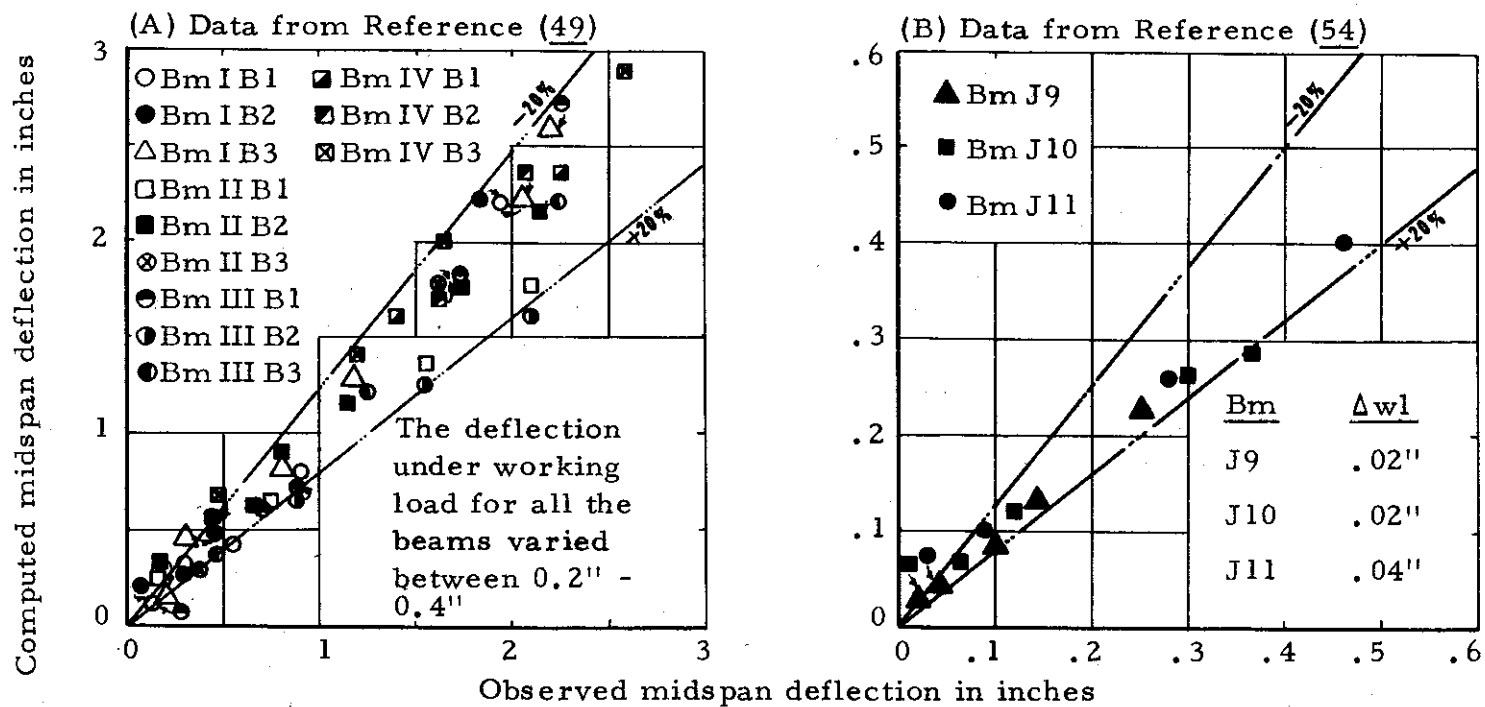 (A) Data from Reference (49)
Computed midspan deflection in inches
3
2
1
0
Bm I B1
Bm I B2
Bm I B3
Bm II B1
Bm II B2
Bm II B3
Bm III B1
Bm III B2
Bm III B3
Bm IV B1
Bm IV B2
Bm IV B3
-20%
+20%
The deflection
under working
load for all the
beams varied
between 0.2" -
0.4"
0 1 2 3
(B) Data from Reference (54)
.6
.5
.4
.3
.2
.1
0
Bm J9
Bm J10
Bm J11
-20%
+20%
Bm Δwl
J9 .02"
J10 .02"
J11 .04"
0 .1 .2 .3 .4 .5 .6
Observed midspan deflection in inches